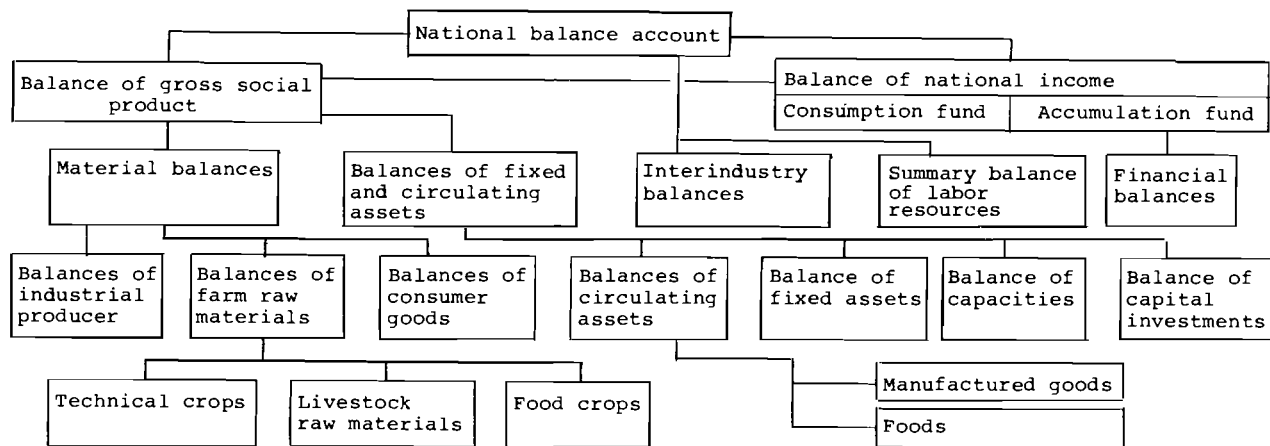 National balance account
Balance of gross social
product
Balance of national income
Consumption fund
Accumulation fund
Material balances
Balances of fixed
and circulating
assets
Interindustry
balances
Summary balance
of labor
resources
Financial
balances
Balances of
industrial
producer
Balances of
farm raw
materials
Balances of
consumer
goods
Balances of
circulating
assets
Balance of
fixed assets
Balance of
capacities
Balance of
capital
investments
Technical crops
Livestock
raw materials
Food crops
Manufactured goods
Foods